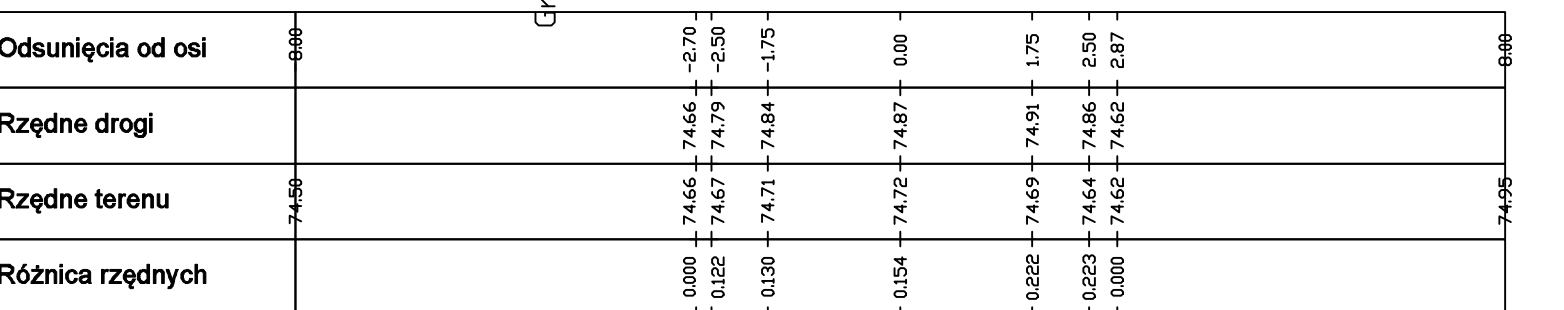 Gr
Odsunięcia od osi 8.00 -2.70 -2.50 -1.75 0.00 1.75 2.50 2.87 8.00
Rzędne drogi 74.66 74.79 74.84 74.87 74.91 74.86 74.62
Rzędne terenu 74.50 74.66 74.67 74.71 74.72 74.69 74.64 74.62 74.95
Różnica rzędnych 0.000 0.122 0.130 0.154 0.222 0.223 0.000